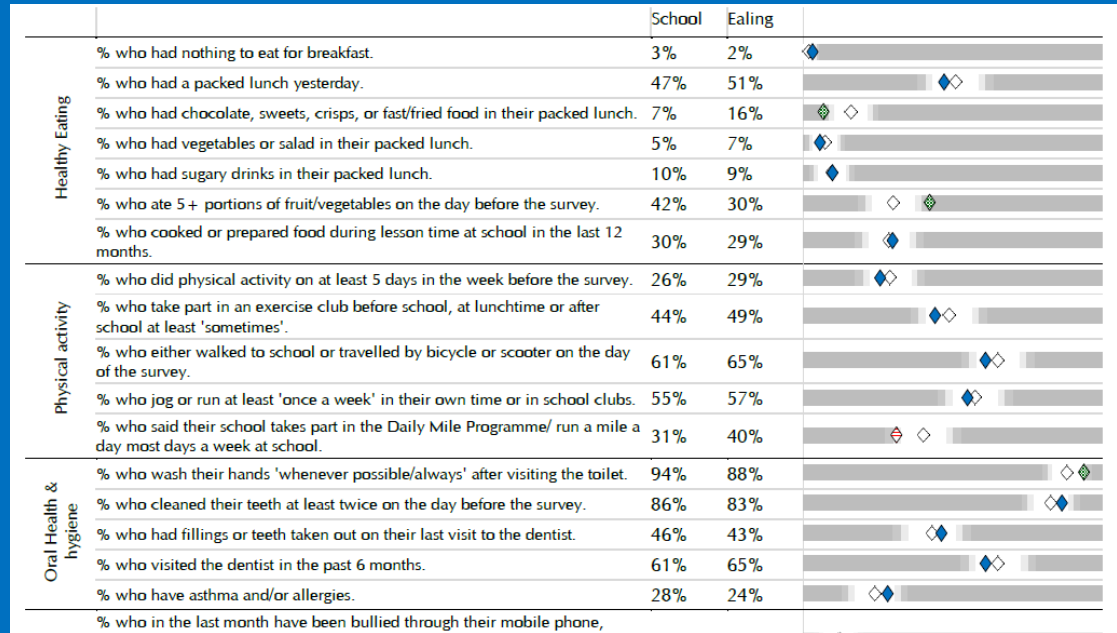 School Ealing
Healthy Eating
% who had nothing to eat for breakfast. 3% 2%
% who had a packed lunch yesterday. 47% 51%
% who had chocolate, sweets, crisps, or fast/fried food in their packed lunch. 7% 16%
% who had vegetables or salad in their packed lunch. 5% 7%
% who had sugary drinks in their packed lunch. 10% 9%
% who ate 5+ portions of fruit/vegetables on the day before the survey. 42% 30%
% who cooked or prepared food during lesson time at school in the last 12
months. 30% 29%
Physical activity
% who did physical activity on at least 5 days in the week before the survey. 26% 29%
% who take part in an exercise club before school, at lunchtime or after
school at least 'sometimes'. 44% 49%
% who either walked to school or travelled by bicycle or scooter on the day
of the survey. 61% 65%
% who jog or run at least 'once a week' in their own time or in school clubs. 55% 57%
% who said their school takes part in the Daily Mile Programme/ run a mile a
day most days a week at school. 31% 40%
Oral Health &
hygiene
% who wash their hands 'whenever possible/always' after visiting the toilet. 94% 88%
% who cleaned their teeth at least twice on the day before the survey. 86% 83%
% who had fillings or teeth taken out on their last visit to the dentist. 46% 43%
% who visited the dentist in the past 6 months. 61% 65%
% who have asthma and/or allergies. 28% 24%
% who in the last month have been bullied through their mobile phone,